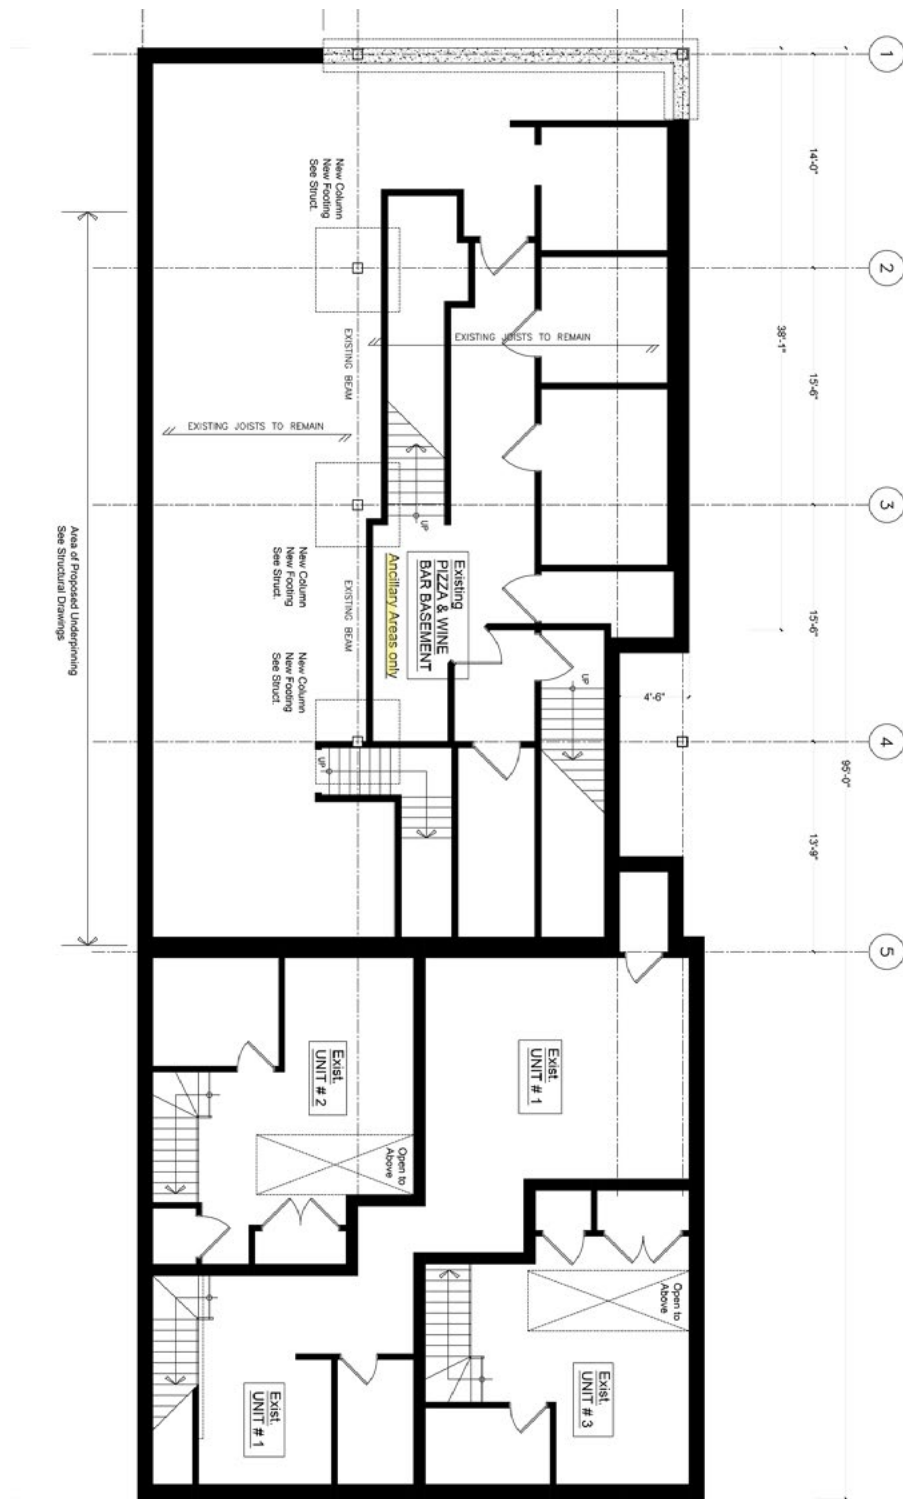 1
14'-0"
New Column
New Footing
See Struct.
2
EXISTING JOISTS TO REMAIN
38'-1"
EXISTING BEAM
15'-6"
EXISTING JOISTS TO REMAIN
3
UP
Area of Proposed Underpinning
See Structural Drawings
New Column
New Footing
See Struct.
EXISTING BEAM
Existing
PIZZA & WINE
BAR BASEMENT
Ancillary Areas only
15'-6"
New Column
New Footing
See Struct.
UP
4'-6"
4
UP
95'-0"
13'-9"
5
Exist.
UNIT # 2
Exist.
UNIT # 1
Open to
Above
Open to
Above
Exist.
UNIT # 1
Exist.
UNIT # 3